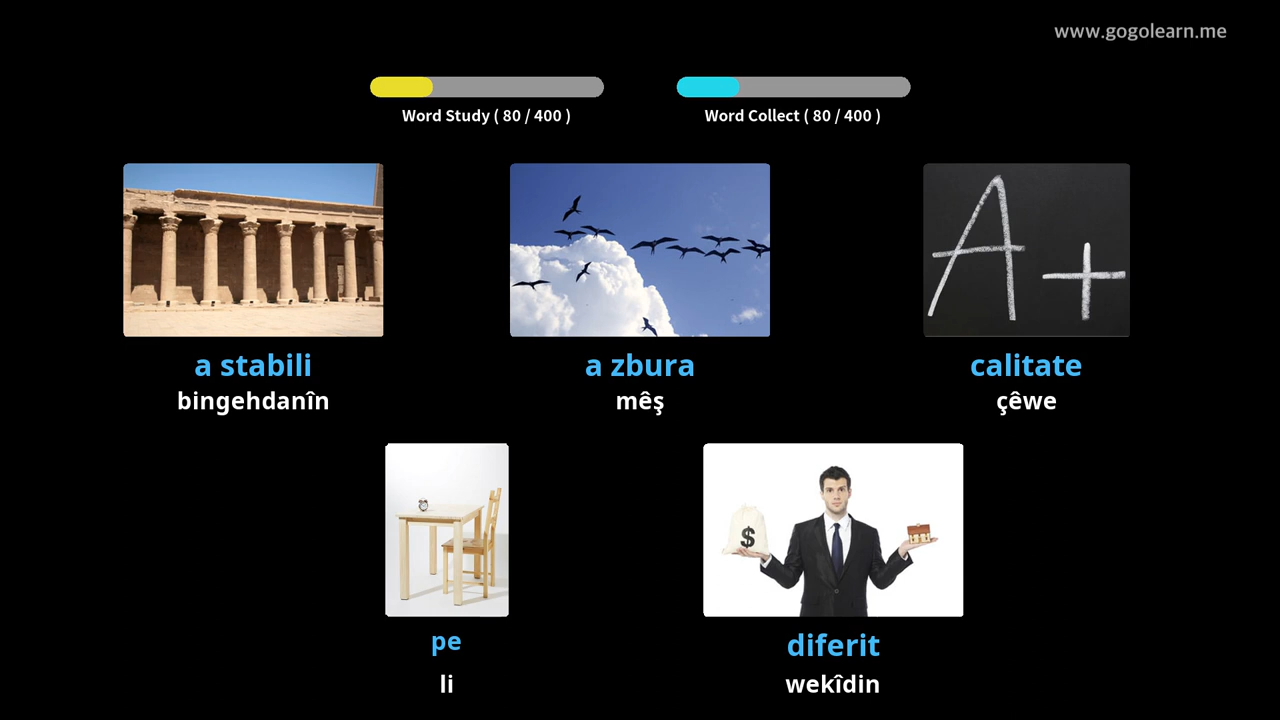 www.gogolearn.me
Word Study ( 80 / 400 )
Word Collect ( 80 / 400 )
A+
a stabili
bingehdanîn
a zbura
mêş
calitate
çêwe
$
pe
li
diferit
wekîdin